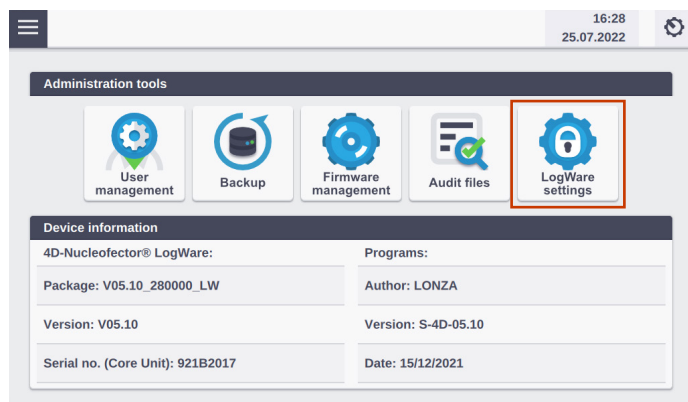 16:28
25.07.2022
Administration tools
User
management
Backup
Firmware
management
Audit files
LogWare
settings
Device information
4D-Nucleofector® LogWare:
Programs:
Package: V05.10_280000_LW
Author: LONZA
Version: V05.10
Version: S-4D-05.10
Serial no. (Core Unit): 921B2017
Date: 15/12/2021